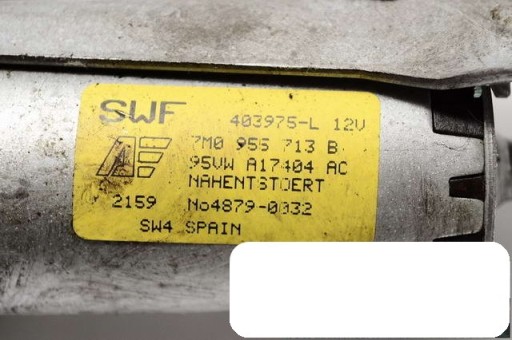 SWF
403975-L 12V
7M0 955 713 B
95VW A17404 AC
NAHENTSTOERT
2159 No4879-0032
SW4 SPAIN